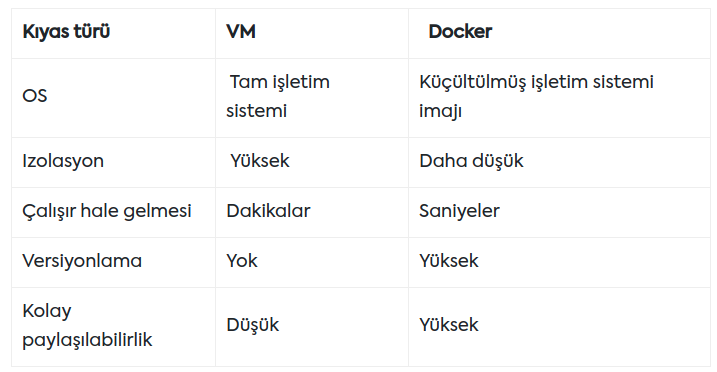 Kıyas türü VM Docker
OS Tam işletim sistemi Küçültülmüş işletim sistemi imajı
Izolasyon Yüksek Daha düşük
Çalışır hale gelmesi Dakikalar Saniyeler
Versiyonlama Yok Yüksek
Kolay paylaşılabilirlik Düşük Yüksek